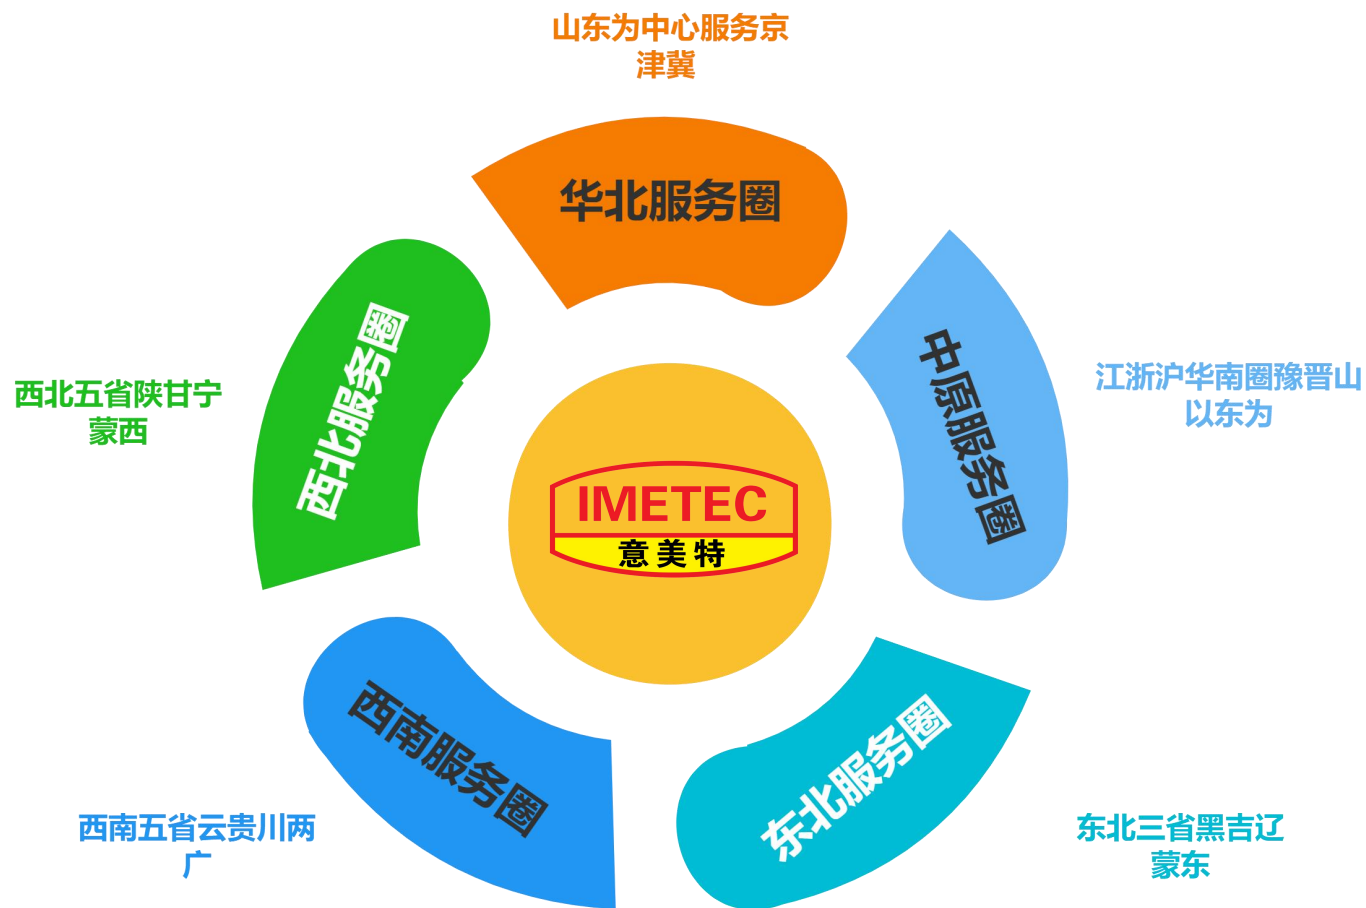 山东为中心服务京
津冀
华北服务圈
中原服务圈
江浙沪华南圈豫晋山
以东为
西北服务圈
西北五省陕甘宁
蒙西
IMETEC
意美特
西南服务圈
西南五省云贵川两
广
东北服务圈
东北三省黑吉辽
蒙东